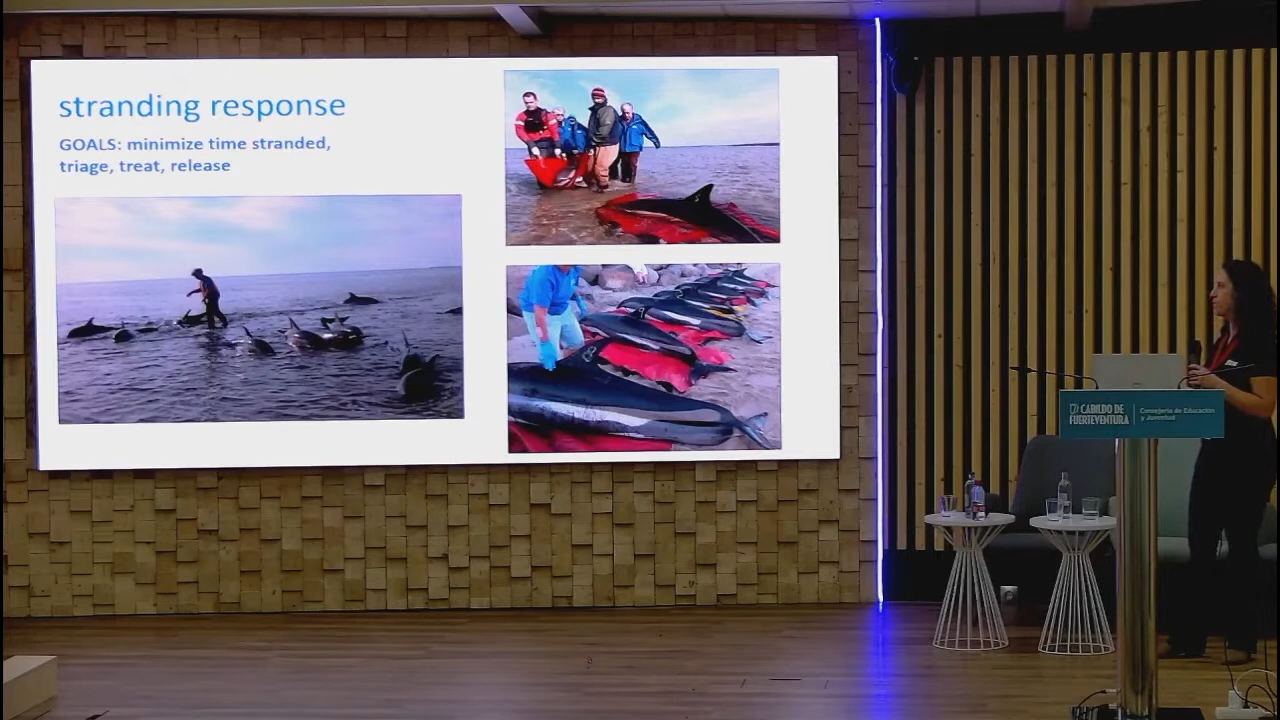 stranding response
GOALS: minimize time stranded,
triage, treat, release
CABILDO DE
FUERTEVENTURA
Consejería de Educación
y Juventud